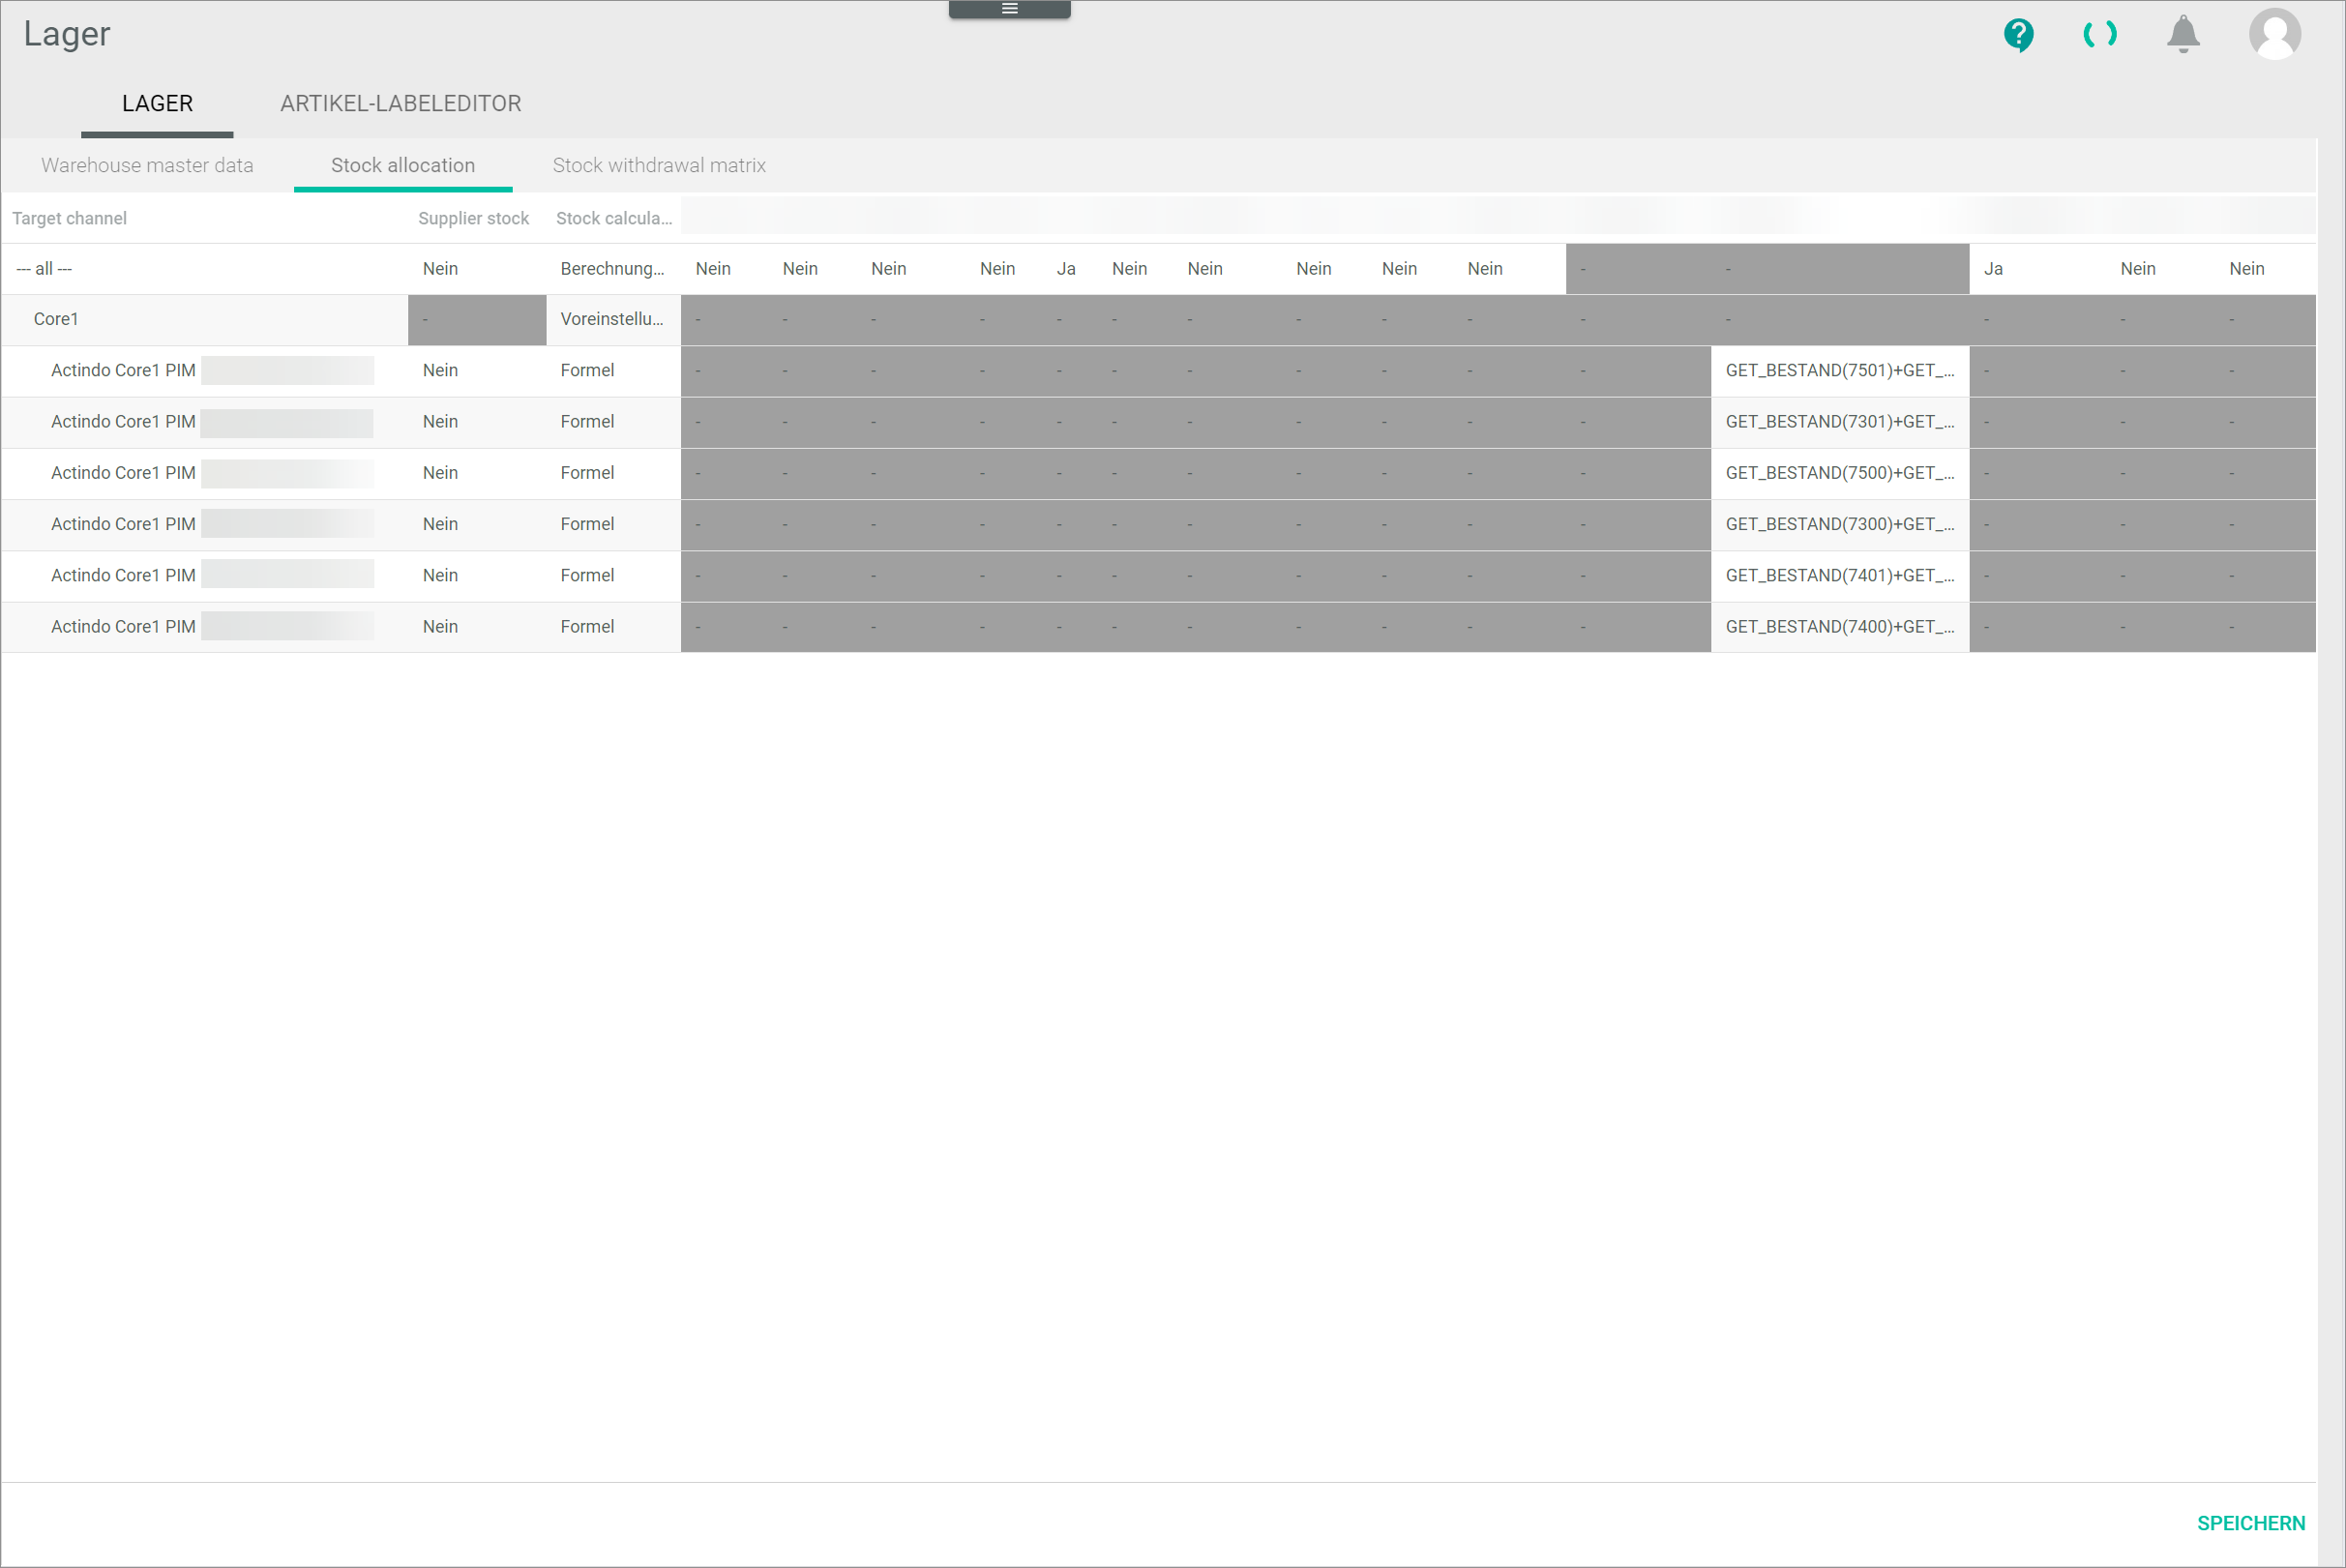 Lager
LAGER ARTIKEL-LABELEDITOR
Warehouse master data Stock allocation Stock withdrawal matrix
Target channel Supplier stock Stock calcula...
--- all --- Nein Berechnung... Nein Nein Nein Nein Ja Nein Nein Nein Nein Nein - - Ja Nein Nein
Core1 - Voreinstellu... - - - - - - - - - - - - - - -
Actindo Core1 PIM Nein Formel - - - - - - - - - - - GET_BESTAND(7501)+GET_... - - -
Actindo Core1 PIM Nein Formel - - - - - - - - - - - GET_BESTAND(7301)+GET_... - - -
Actindo Core1 PIM Nein Formel - - - - - - - - - - - GET_BESTAND(7500)+GET_... - - -
Actindo Core1 PIM Nein Formel - - - - - - - - - - - GET_BESTAND(7300)+GET_... - - -
Actindo Core1 PIM Nein Formel - - - - - - - - - - - GET_BESTAND(7401)+GET_... - - -
Actindo Core1 PIM Nein Formel - - - - - - - - - - - GET_BESTAND(7400)+GET_... - - -
SPEICHERN